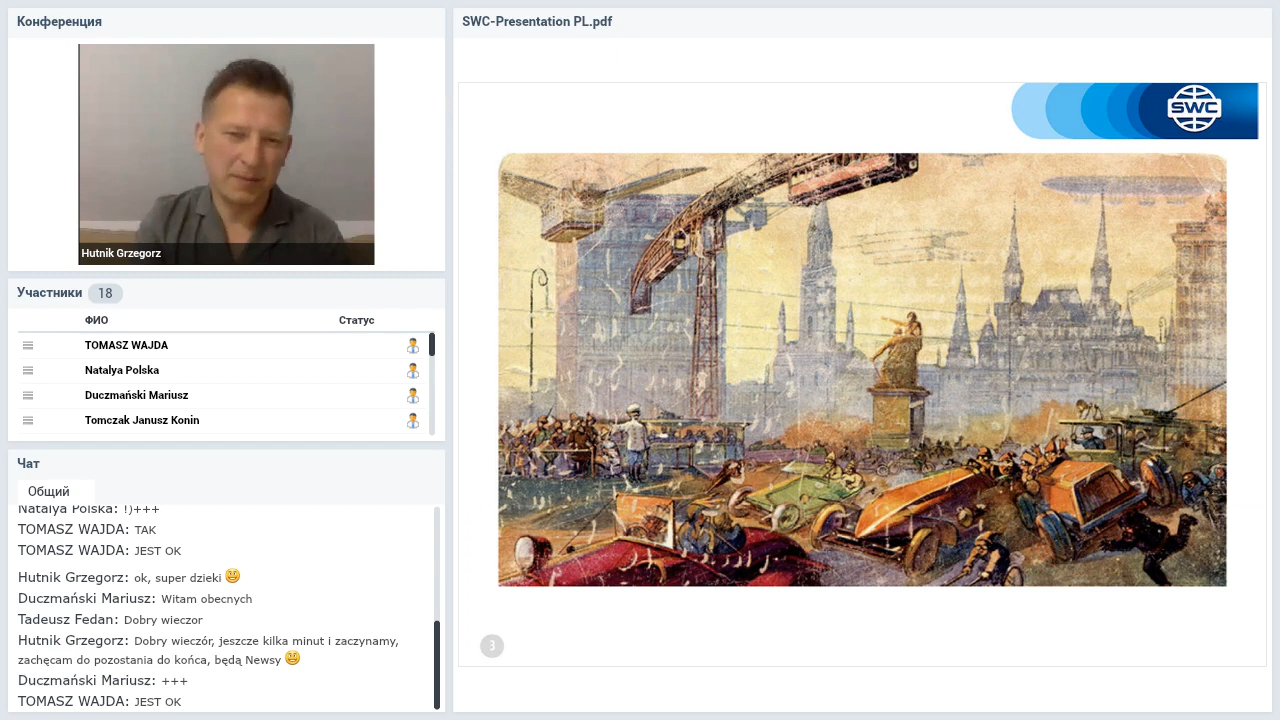 Конференция
Hutnik Grzegorz
Участники 18
ФИО Статус
TOMASZ WAJDA
Natalya Polska
Duczmański Mariusz
Tomczak Janusz Konin
Чат
Общий
Natalya Polska: !)+++
TOMASZ WAJDA: TAK
TOMASZ WAJDA: JEST OK
Hutnik Grzegorz: ok, super dzieki
Duczmański Mariusz: Witam obecnych
Tadeusz Fedan: Dobry wieczor
Hutnik Grzegorz: Dobry wieczór, jeszcze kilka minut i zaczynamy,
zachęcam do pozostania do końca, będą Newsy
Duczmański Mariusz: +++
TOMASZ WAJDA: JEST OK
SWC-Presentation PL.pdf
SWC
3